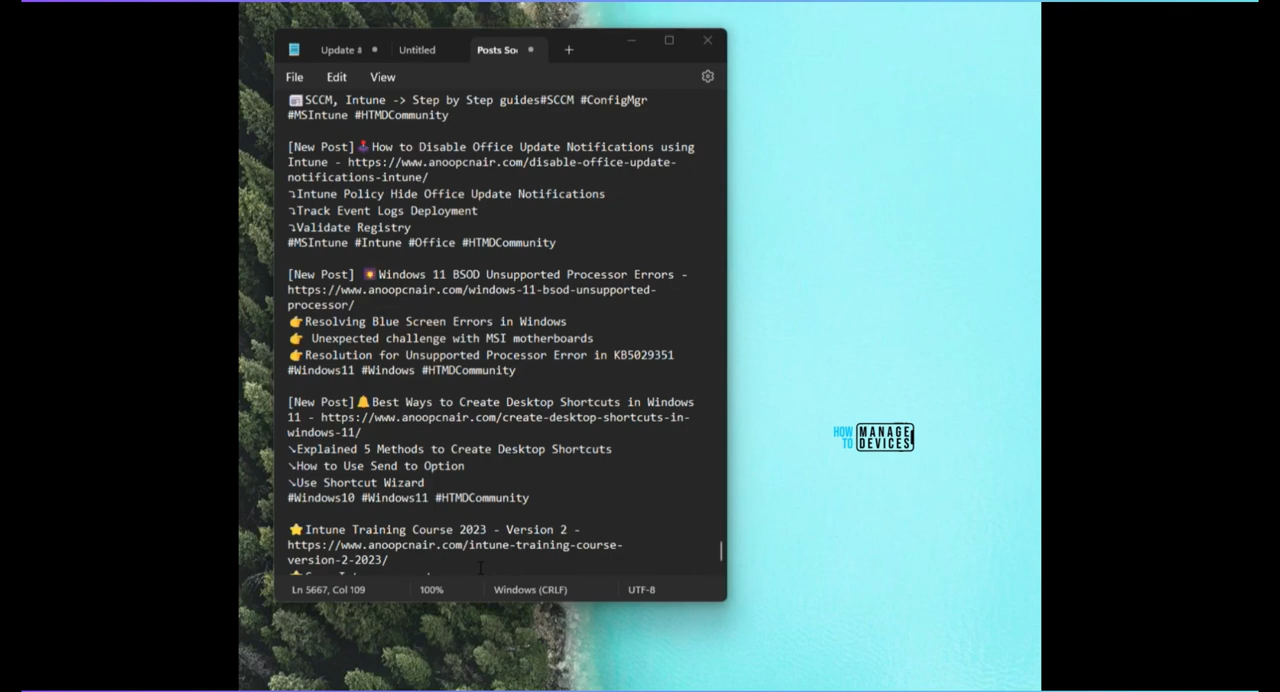 Update
Untitled
Posts So
File Edit View
SCCM, Intune -> Step by Step guides#SCCM #ConfigMgr
#MSIntune #HTMDCommunity
[New Post]🕹️How to Disable Office Update Notifications using
Intune - https://www.anoopcnair.com/disable-office-update-
notifications-intune/
⤵Intune Policy Hide Office Update Notifications
⤵Track Event Logs Deployment
⤵Validate Registry
#MSIntune #Intune #Office #HTMDCommunity
[New Post] 💥Windows 11 BSOD Unsupported Processor Errors -
https://www.anoopcnair.com/windows-11-bsod-unsupported-
processor/
👉Resolving Blue Screen Errors in Windows
👉 Unexpected challenge with MSI motherboards
👉Resolution for Unsupported Processor Error in KB5029351
#Windows11 #Windows #HTMDCommunity
[New Post]🔔Best Ways to Create Desktop Shortcuts in Windows
11 - https://www.anoopcnair.com/create-desktop-shortcuts-in-
windows-11/
↘Explained 5 Methods to Create Desktop Shortcuts
↘How to Use Send to Option
↘Use Shortcut Wizard
#Windows10 #Windows11 #HTMDCommunity
⭐Intune Training Course 2023 - Version 2 -
https://www.anoopcnair.com/intune-training-course-
version-2-2023/
Ln 5667, Col 109 100% Windows (CRLF) UTF-8
HOW TO MANAGE DEVICES